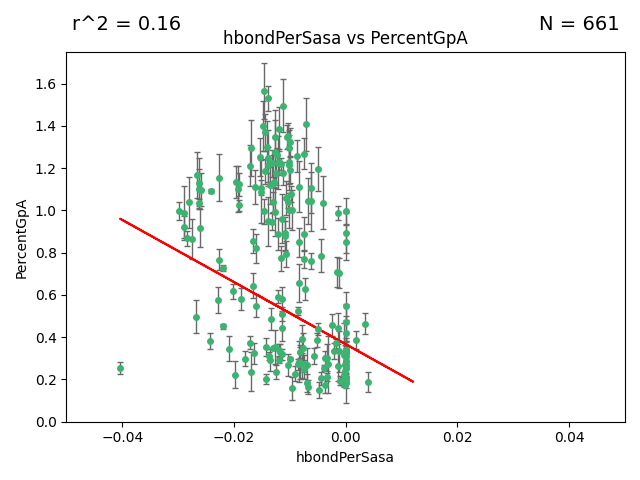 r^2 = 0.16
N = 661
hbondPerSasa vs PercentGpA
PercentGpA
1.6
1.4
1.2
1.0
0.8
0.6
0.4
0.2
0.0
−0.04
−0.02
0.00
0.02
0.04
hbondPerSasa